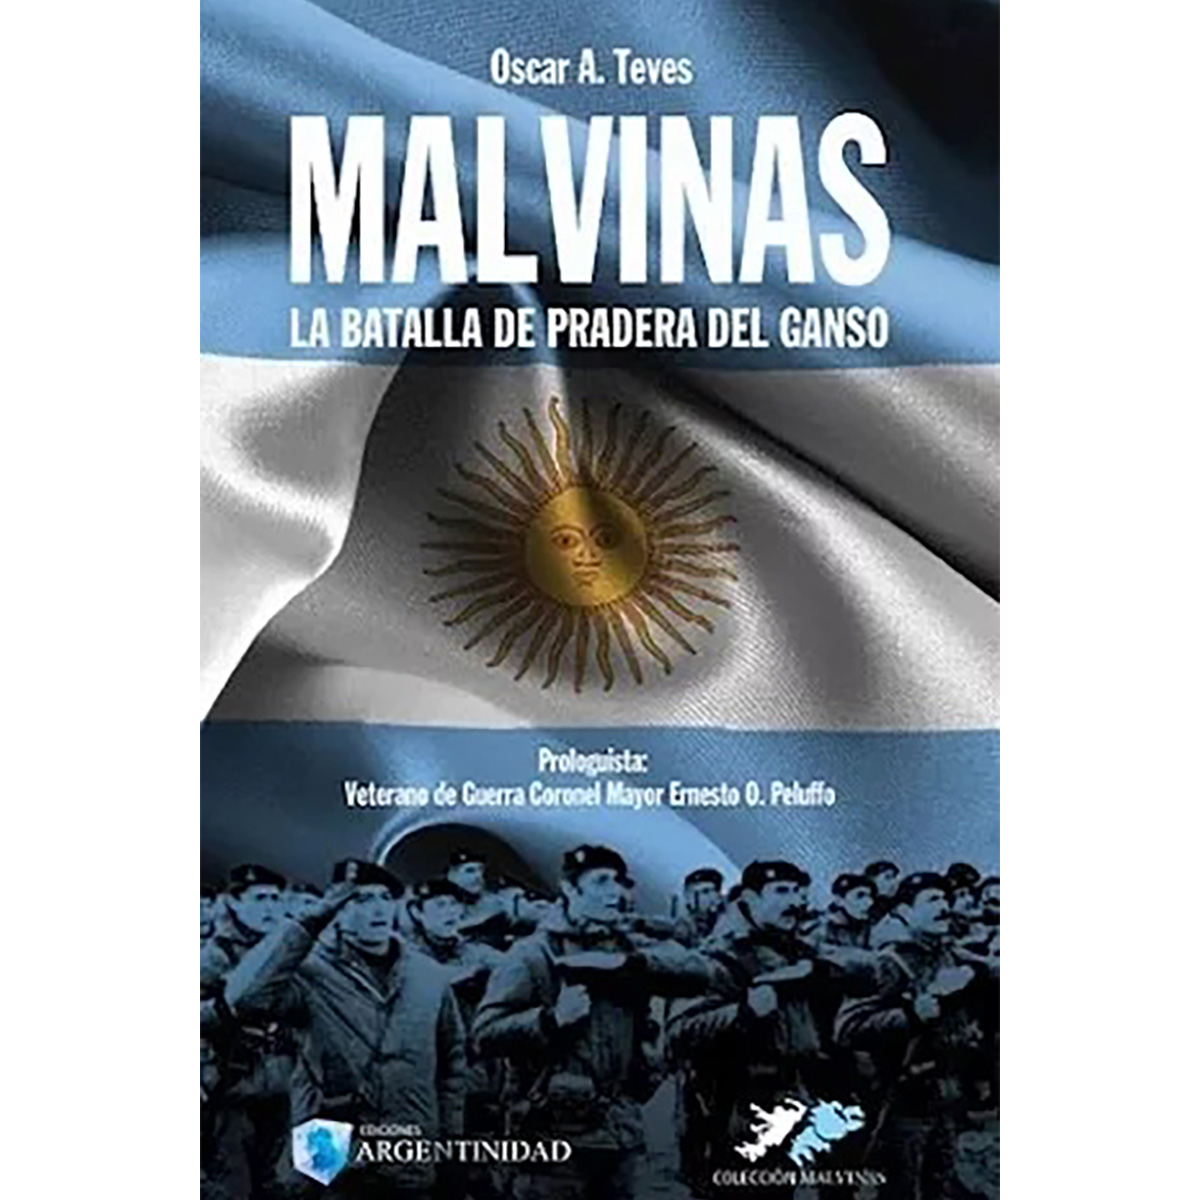 Oscar A. Teves
MALVINAS
LA BATALLA DE PRADERA DEL GANSO
Prologuista:
Veterano de Guerra Coronel Mayor Ernesto O. Peluffo
EDICIONES
ARGENTINIDAD
COLECCIÓN MALVINAS